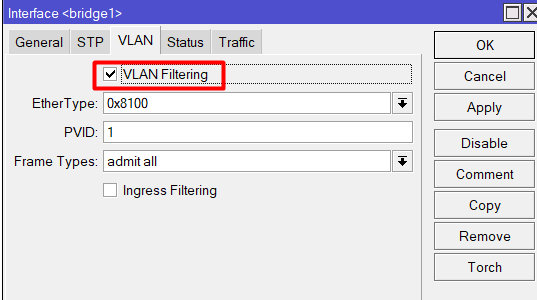 Interface <bridge1>
General STP VLAN Status Traffic
VLAN Filtering
EtherType: 0x8100
PVID: 1
Frame Types: admit all
Ingress Filtering
OK
Cancel
Apply
Disable
Comment
Copy
Remove
Torch